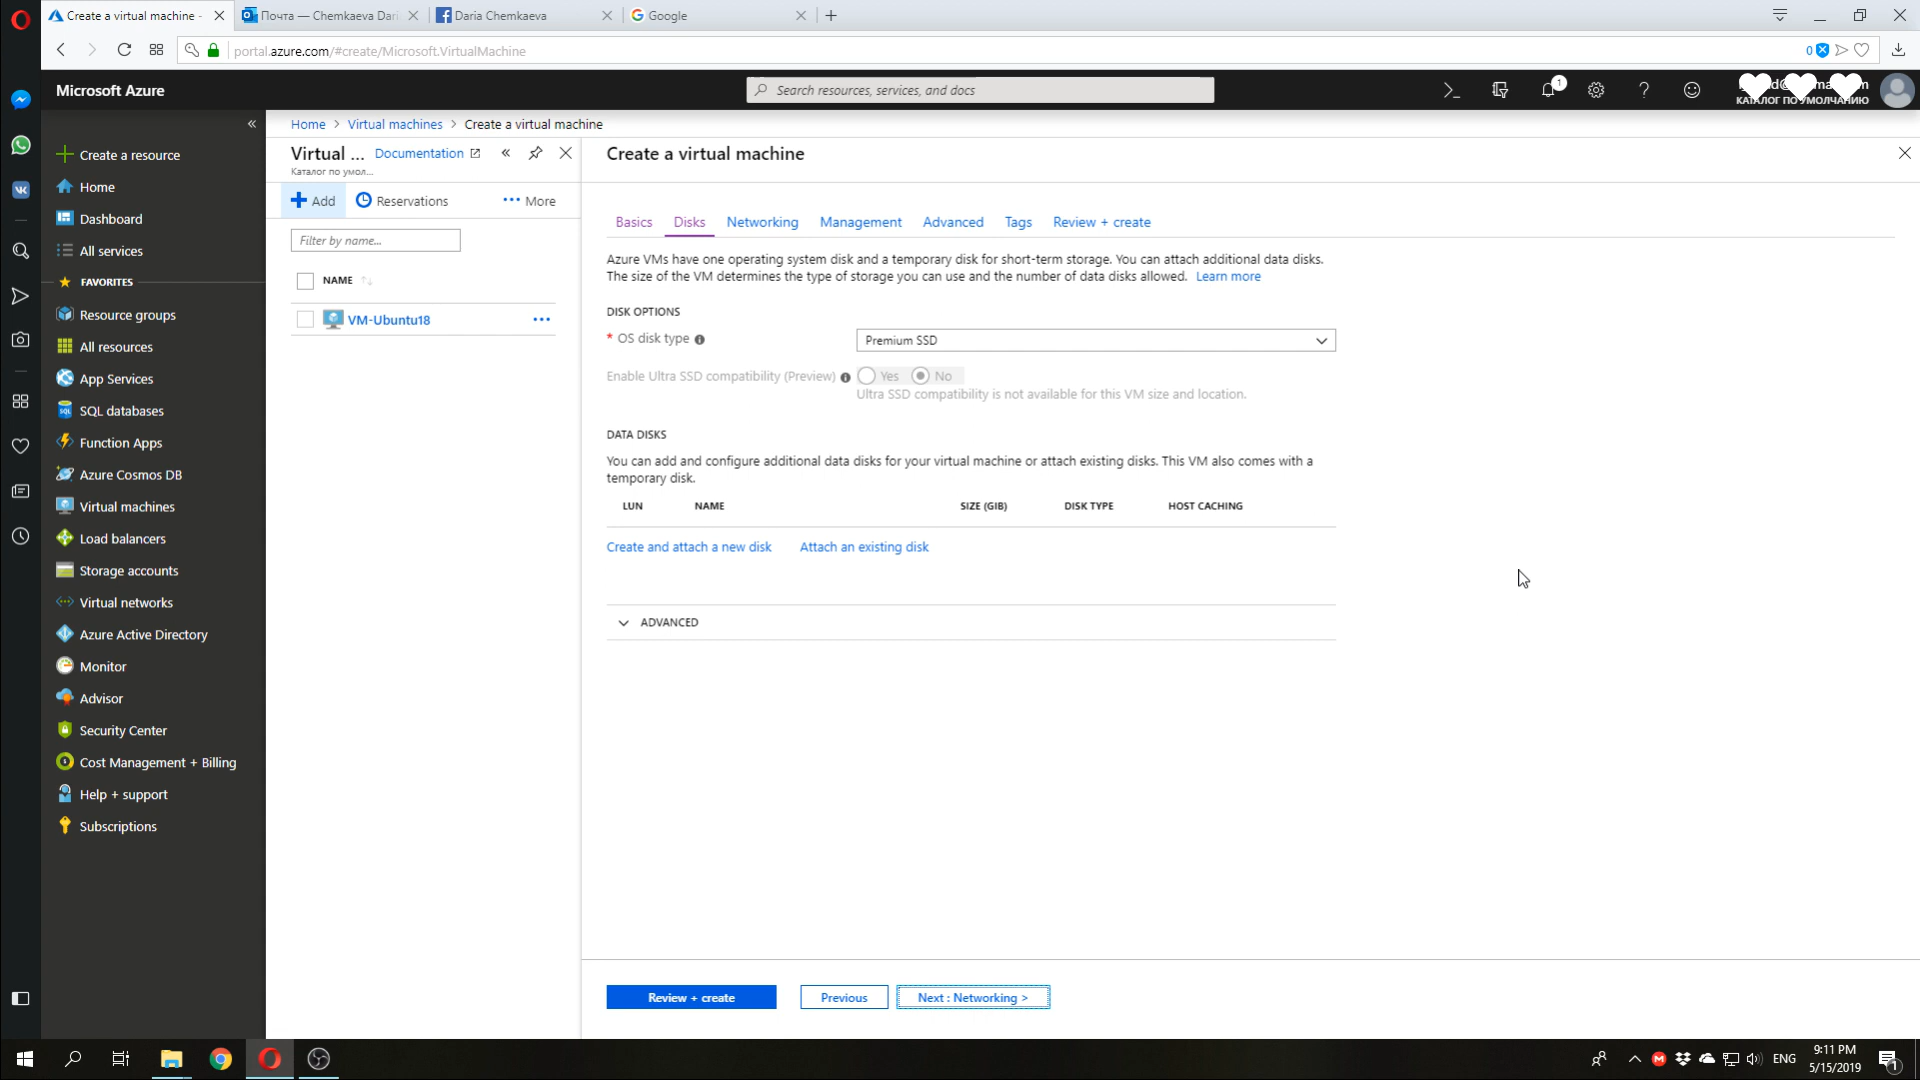 Create a virtual machine -
Почта — Chemkaeva Dari
Daria Chemkaeva
Google
portal.azure.com/#create/Microsoft.VirtualMachine
0
Microsoft Azure
Search resources, services, and docs
1
КАТАЛОГ ПО УМОЛЧАНИЮ
Create a resource
Home
Dashboard
All services
FAVORITES
Resource groups
All resources
App Services
SQL databases
Function Apps
Azure Cosmos DB
Virtual machines
Load balancers
Storage accounts
Virtual networks
Azure Active Directory
Monitor
Advisor
Security Center
Cost Management + Billing
Help + support
Subscriptions
Home > Virtual machines > Create a virtual machine
Virtual ...
Documentation
Каталог по умол...
Add
Reservations
More
Filter by name...
NAME
VM-Ubuntu18
Create a virtual machine
Basics Disks Networking Management Advanced Tags Review + create
Azure VMs have one operating system disk and a temporary disk for short-term storage. You can attach additional data disks.
The size of the VM determines the type of storage you can use and the number of data disks allowed. Learn more
DISK OPTIONS
* OS disk type
Premium SSD
Enable Ultra SSD compatibility (Preview)
Yes No
Ultra SSD compatibility is not available for this VM size and location.
DATA DISKS
You can add and configure additional data disks for your virtual machine or attach existing disks. This VM also comes with a
temporary disk.
LUN NAME SIZE (GIB) DISK TYPE HOST CACHING
Create and attach a new disk Attach an existing disk
ADVANCED
Review + create
Previous
Next : Networking >
ENG
9:11 PM
5/15/2019
1